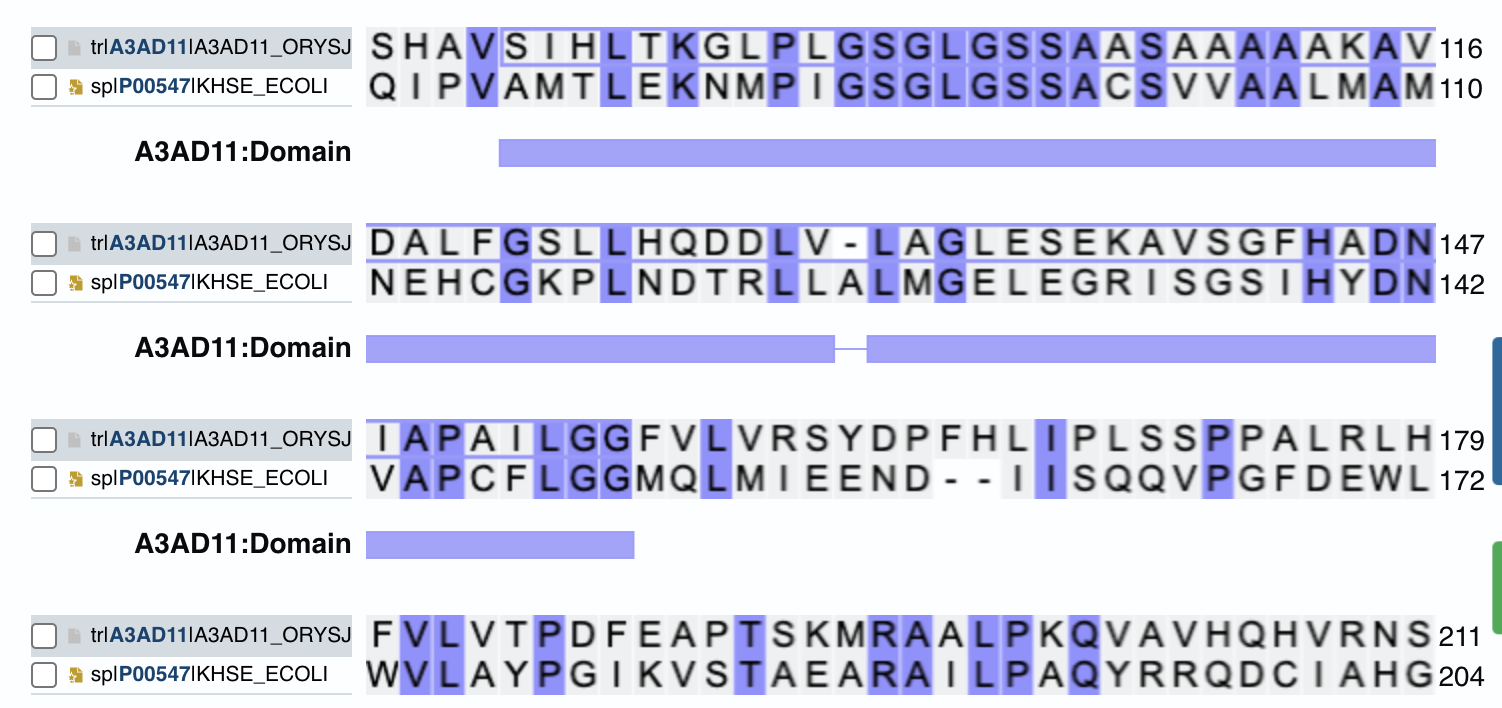 tr|A3AD11|A3AD11_ORYSJ SHAVSIHLTKGLPLGSGLGSSAASAAAAAKAV 116
sp|P00547|KHSE_ECOLI QIPVAMTLEKNMPIGSGLGSSACSVVAALMAM 110
A3AD11:Domain
tr|A3AD11|A3AD11_ORYSJ DALFGSLLHQDDLV-LAGLESEKAVSGFHADN 147
sp|P00547|KHSE_ECOLI NEHCGKPLNDTRLLALMGELEGRISGSIHYDN 142
A3AD11:Domain
tr|A3AD11|A3AD11_ORYSJ IAPAILGGFVLVRSYDPFHLIPLSSPPALRLH 179
sp|P00547|KHSE_ECOLI VAPCFLGGMQLMIEEND--IISQQVPGFDEWL 172
A3AD11:Domain
tr|A3AD11|A3AD11_ORYSJ FVLVTPDFEAPTSKMRAALPKQVAVHQHVRNS 211
sp|P00547|KHSE_ECOLI WVLAYPGIKVSTAEARAILPAQYRRQDCIAHG 204